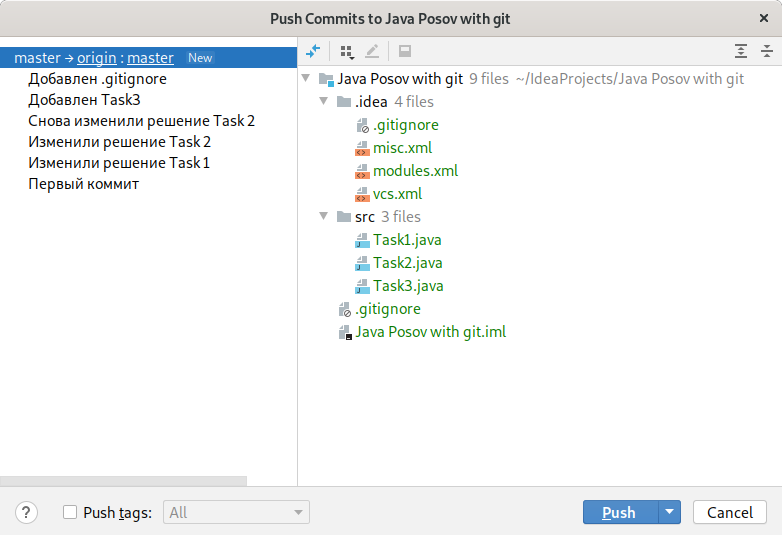 Push Commits to Java Posov with git
master → origin : master New
Добавлен .gitignore
Добавлен Task3
Снова изменили решение Task 2
Изменили решение Task 2
Изменили решение Task 1
Первый коммит
Java Posov with git 9 files ~/IdeaProjects/Java Posov with git
.idea 4 files
.gitignore
misc.xml
modules.xml
vcs.xml
src 3 files
Task1.java
Task2.java
Task3.java
.gitignore
Java Posov with git.iml
? Push tags: All Push Cancel